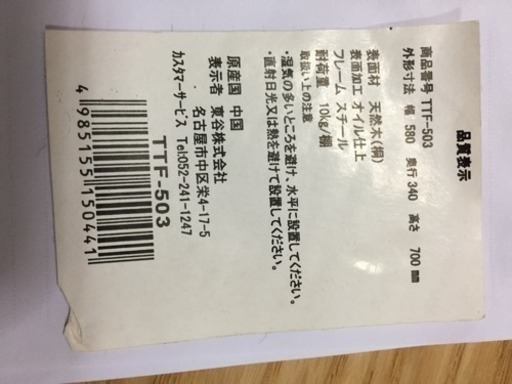 品質表示
商品番号 TTF-503
外形寸法 幅 580 奥行 340 高さ 700 mm
表面材 天然木(桐)
表面加工 オイル仕上
フレーム スチール
耐荷重 10kg/棚
取扱い上の注意
・湿気の多いところを避け、水平に設置してください。
・直射日光又は熱を避けて設置してください。
原産国 中国
表示者 東谷株式会社
名古屋市中区栄4-17-5
カスタマーサービス Tel:052-241-1247
TTF-503
4985155150441